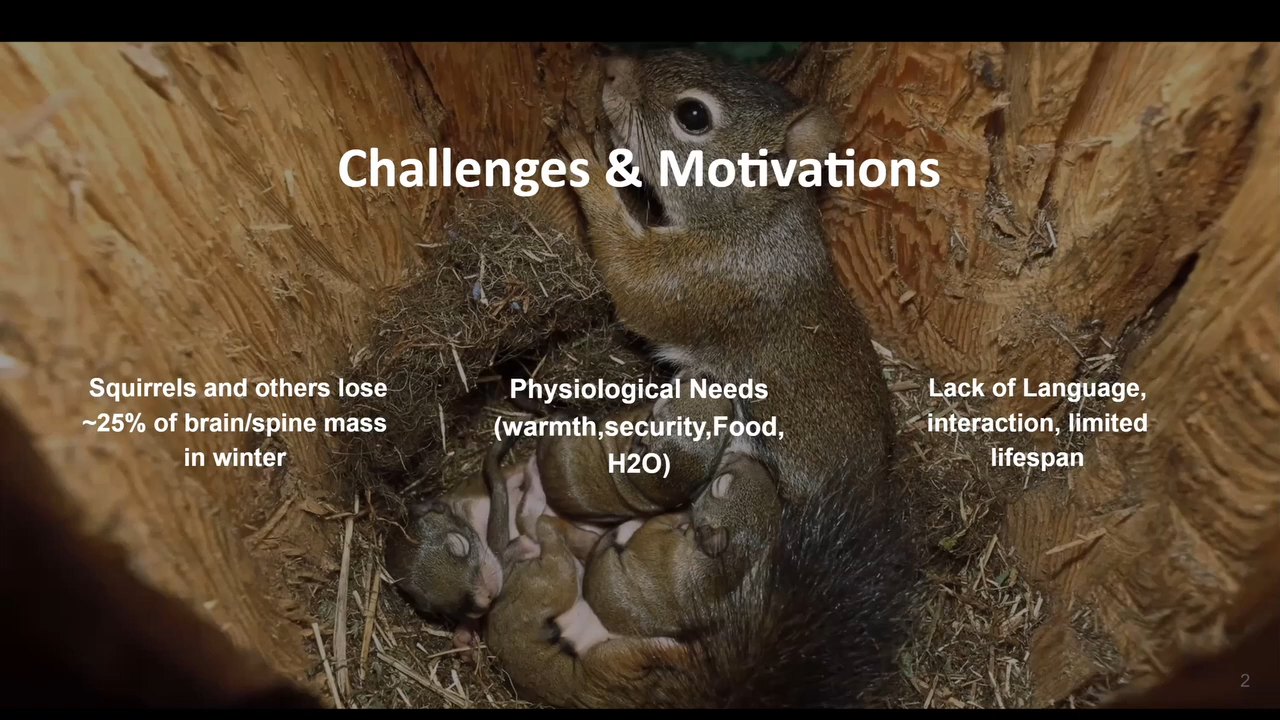 Challenges & Motivations
Squirrels and others lose
~25% of brain/spine mass
in winter
Physiological Needs
(warmth,security,Food,
H2O)
Lack of Language,
interaction, limited
lifespan
2